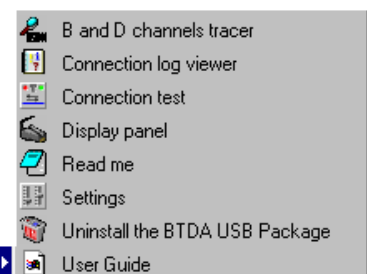 B and D channels tracer
Connection log viewer
Connection test
Display panel
Read me
Settings
Uninstall the BTDA USB Package
User Guide